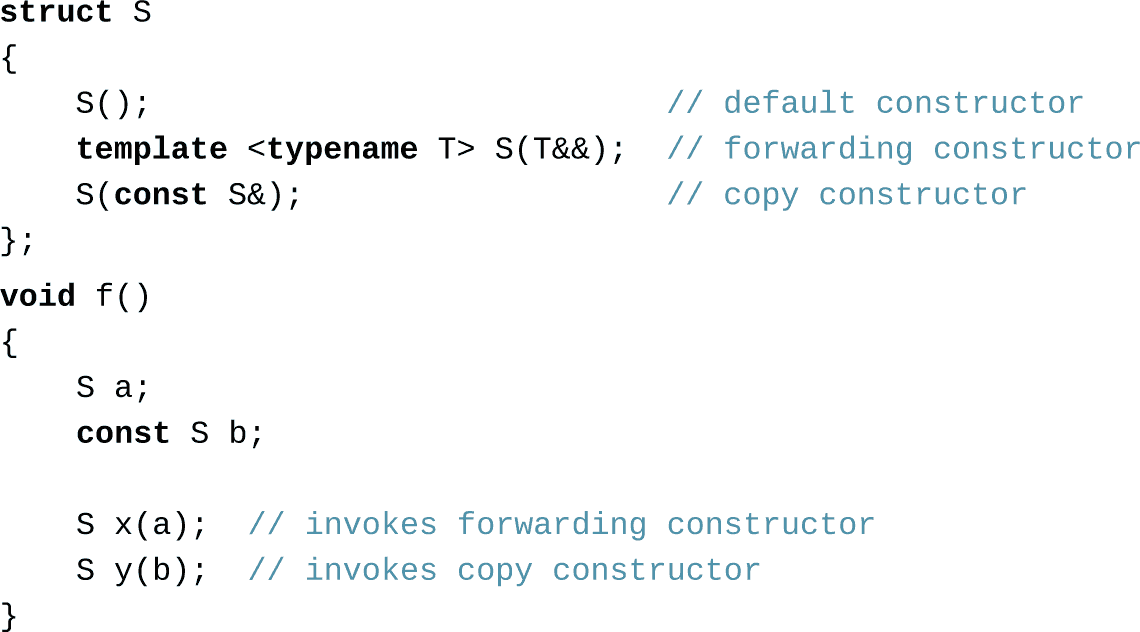 struct S
{
    S();                           // default constructor
    template <typename T> S(T&&);  // forwarding constructor
    S(const S&);                   // copy constructor
};
void f()
{
    S a;
    const S b;

    S x(a);  // invokes forwarding constructor
    S y(b);  // invokes copy constructor
}